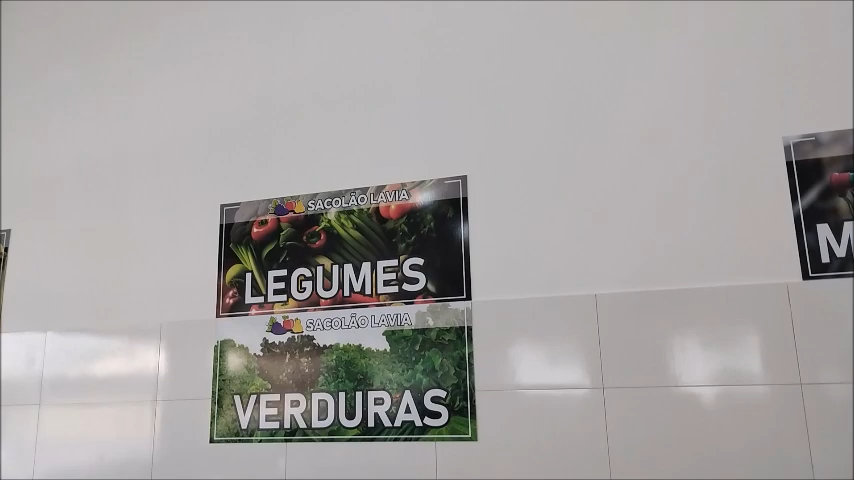 SACOLÃO LAVIA
LEGUMES
SACOLÃO LAVIA
VERDURAS
M